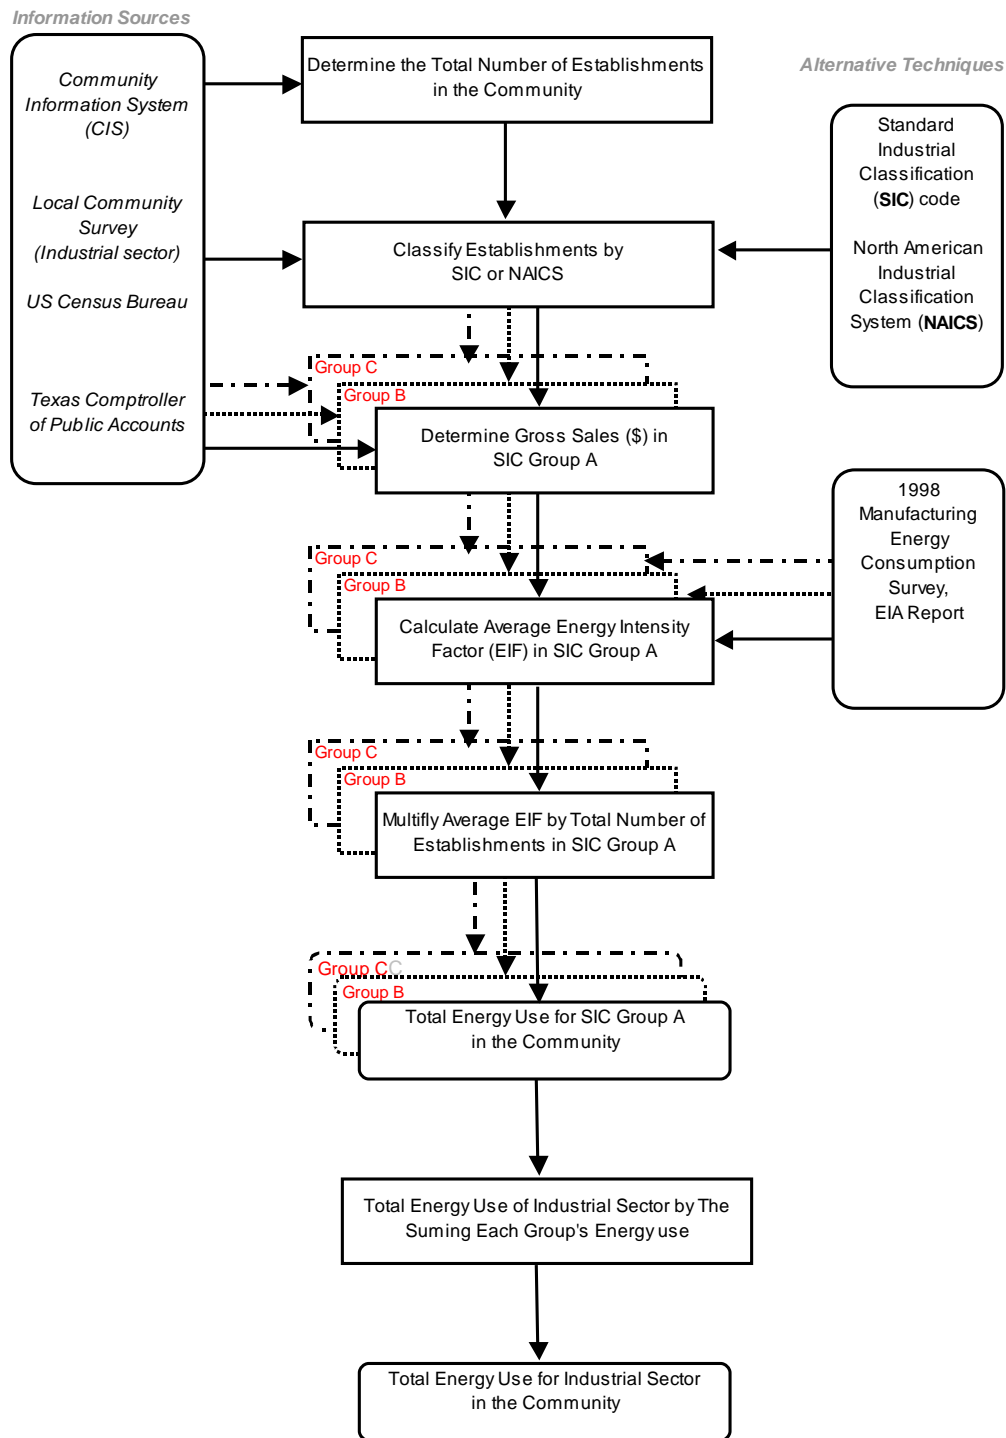 Information Sources
Community
Information System
(CIS)
Local Community
Survey
(Industrial sector)
US Census Bureau
Texas Comptroller
of Public Accounts
Determine the Total Number of Establishments
in the Community
Alternative Techniques
Standard
Industrial
Classification
(SIC) code
North American
Industrial
Classification
System (NAICS)
Classify Establishments by
SIC or NAICS
Group C
Group B
Determine Gross Sales ($) in
SIC Group A
1998
Manufacturing
Energy
Consumption
Survey,
EIA Report
Group C
Group B
Calculate Average Energy Intensity
Factor (EIF) in SIC Group A
Group C
Group B
Multifly Average EIF by Total Number of
Establishments in SIC Group A
Group CC
Group B
Total Energy Use for SIC Group A
in the Community
Total Energy Use of Industrial Sector by The
Suming Each Group's Energy use
Total Energy Use for Industrial Sector
in the Community